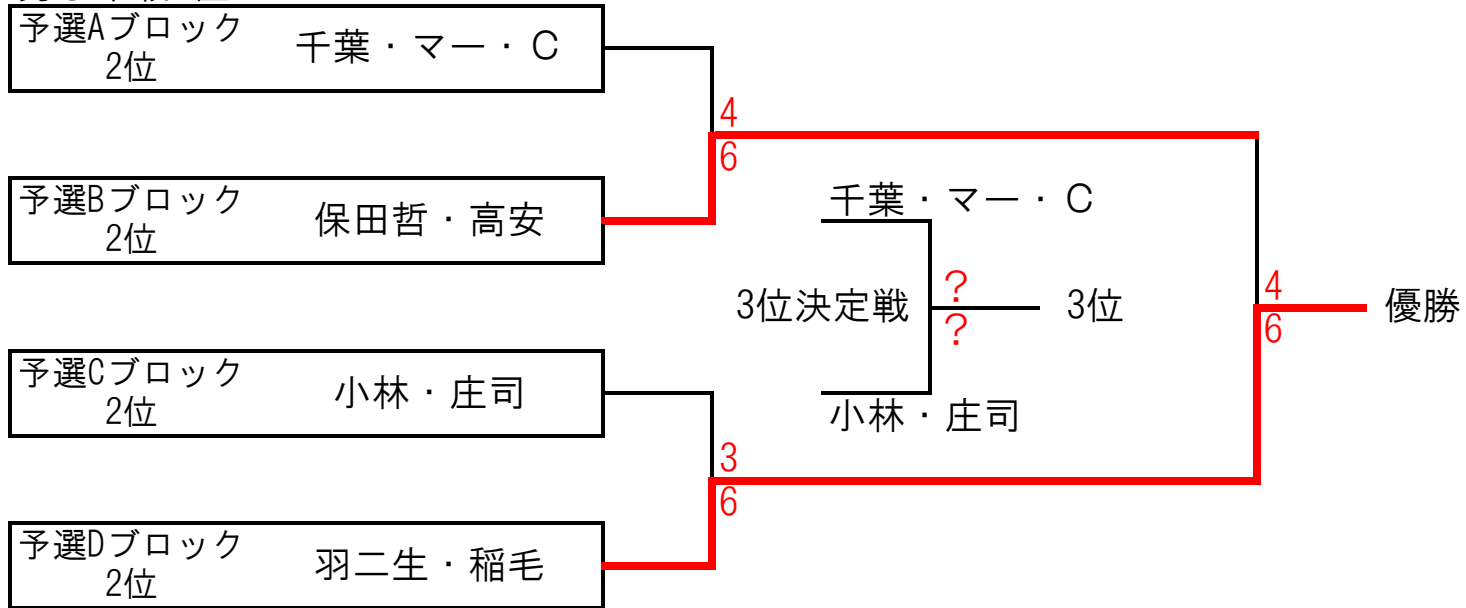 予選Aブロック
2位
千葉・マー・C
4
6
予選Bブロック
2位
保田哲・高安
千葉・マー・C
3位決定戦
?
?
3位
小林・庄司
4
6
優勝
予選Cブロック
2位
小林・庄司
3
6
予選Dブロック
2位
羽二生・稲毛